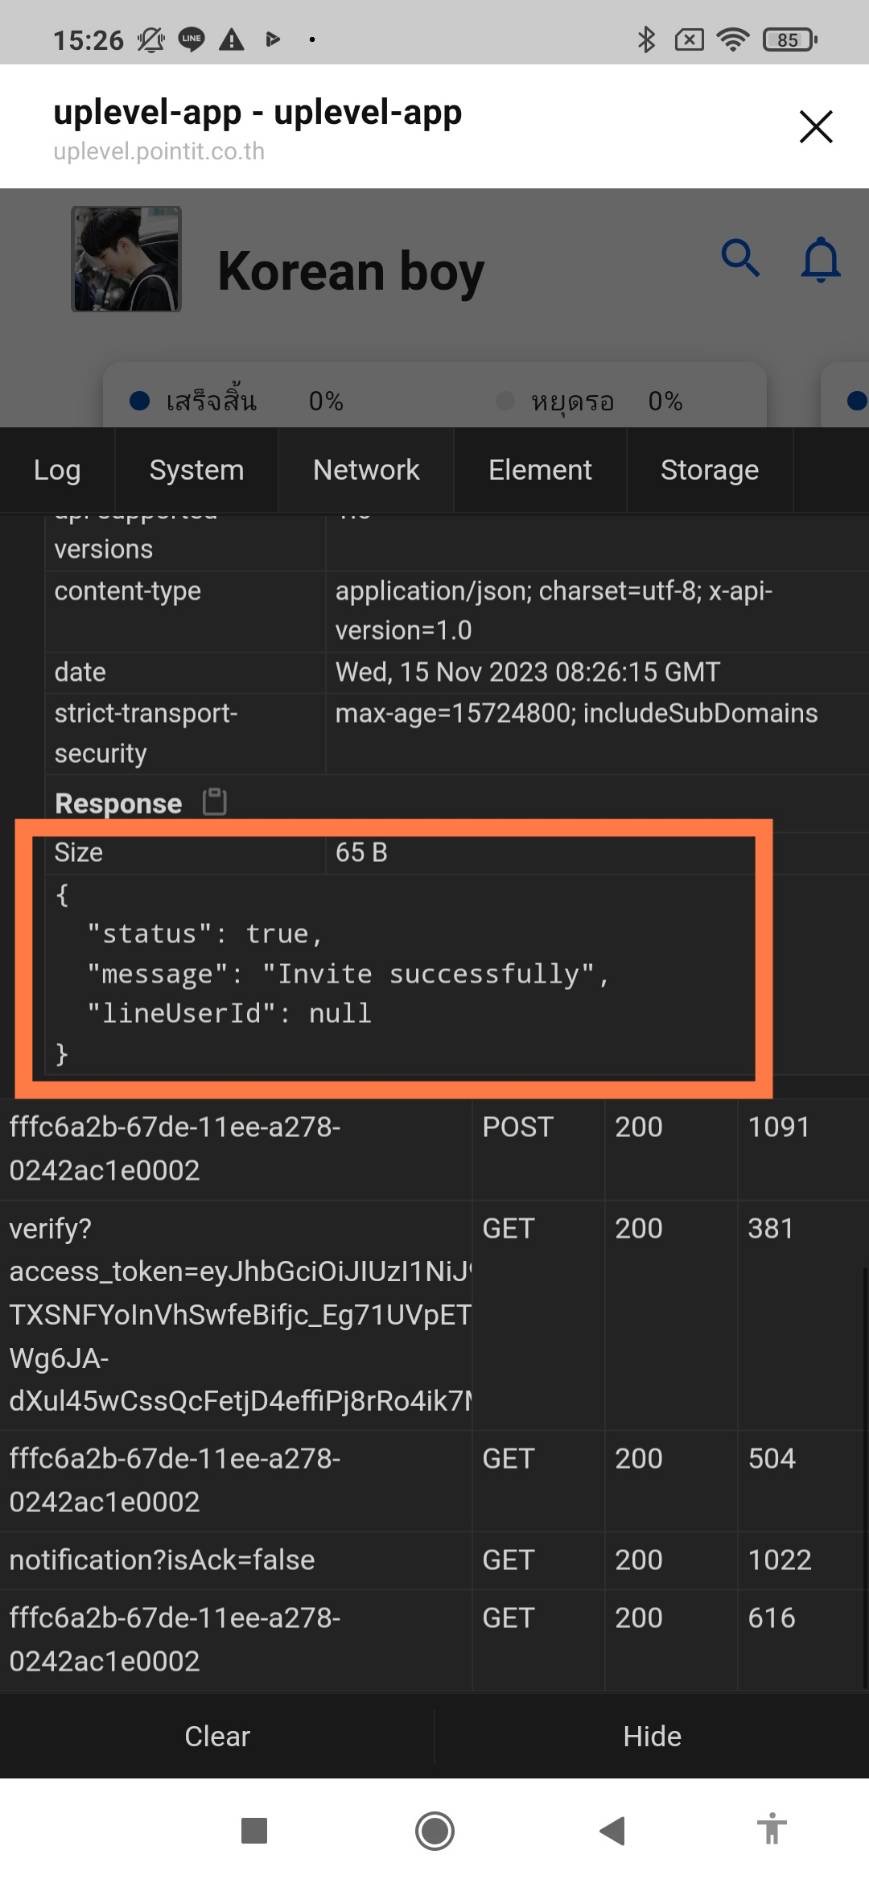 15:26 LINE 85
uplevel-app - uplevel-app
uplevel.pointit.co.th
Korean boy
เสร็จสิ้น 0% หยุดรอ 0%
Log System Network Element Storage
versions
content-type application/json; charset=utf-8; x-api-
version=1.0
date Wed, 15 Nov 2023 08:26:15 GMT
strict-transport- max-age=15724800; includeSubDomains
security
Response
Size 65 B
{
"status": true,
"message": "Invite successfully",
"lineUserId": null
}
fffc6a2b-67de-11ee-a278- POST 200 1091
0242ac1e0002
verify? GET 200 381
access_token=eyJhbGciOiJIUzI1NiJ
TXSNFYoInVhSwfeBifjc_Eg71UVpET
Wg6JA-
dXul45wCssQcFetjD4effiPj8rRo4ik7
fffc6a2b-67de-11ee-a278- GET 200 504
0242ac1e0002
notification?isAck=false GET 200 1022
fffc6a2b-67de-11ee-a278- GET 200 616
0242ac1e0002
Clear Hide